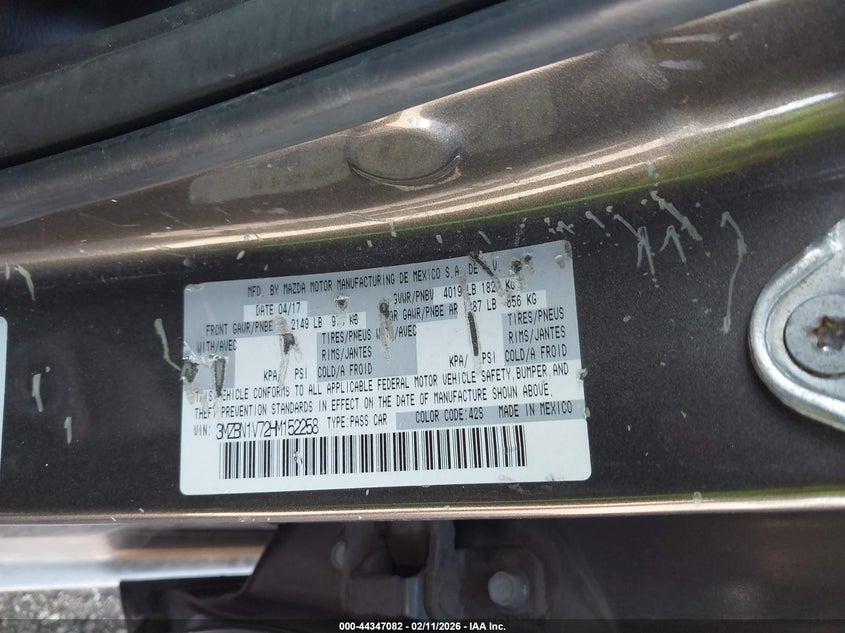 MFD. BY MAZDA MOTOR MANUFACTURING DE MEXICO S.A. DE
DATE 04/17 GVWR/PNBV 4019 LB KG
FRONT GAWR/PNBE 2149 LB KG GAWR/PNBE AR 856 KG
WITH/AVEC TIRES/PNEUS WITH/AVEC TIRES/PNEUS
RIMS/JANTES RIMS/JANTES
KPA/ PSI COLD/A FROID KPA/ PSI COLD/A FROID
THIS VEHICLE CONFORMS TO ALL APPLICABLE FEDERAL MOTOR VEHICLE SAFETY, BUMPER, AND
THEFT PREVENTION STANDARDS IN EFFECT ON THE DATE OF MANUFACTURE SHOWN ABOVE.
VIN: 3MZBN1V72HM152258 TYPE:PASS CAR COLOR CODE:42S MADE IN MEXICO
000-44347082 - 02/11/2026 - IAA Inc.